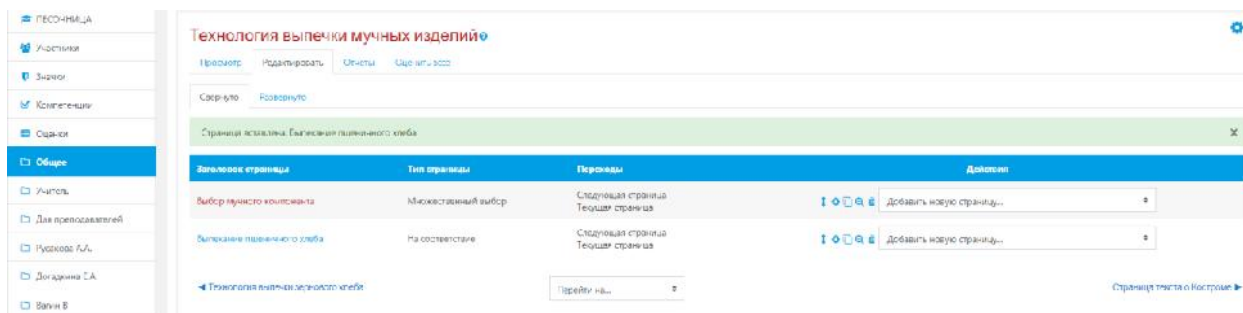 ПЕСОЧНИЦА
Участники
Значки
Компетенции
Оценки
Общее
Учитель
Для преподавателей
Русакова А.А.
Догадкина Е.А.
Вагин В
Технология выпечки мучных изделий
Просмотр Редактировать Отчеты Оценить эссе
Свернуто Развернуто
Страница вставлена: Выпекание пшеничного хлеба
Заголовок страницы Тип страницы Переходы Действия
Выбор мучного компонента Множественный выбор Следующая страница
Текущая страница
Добавить новую страницу...
Выпекание пшеничного хлеба На соответствие Следующая страница
Текущая страница
Добавить новую страницу...
◄ Технология выпечки зернового хлеба Перейти на... Страница текста о Костроме ►